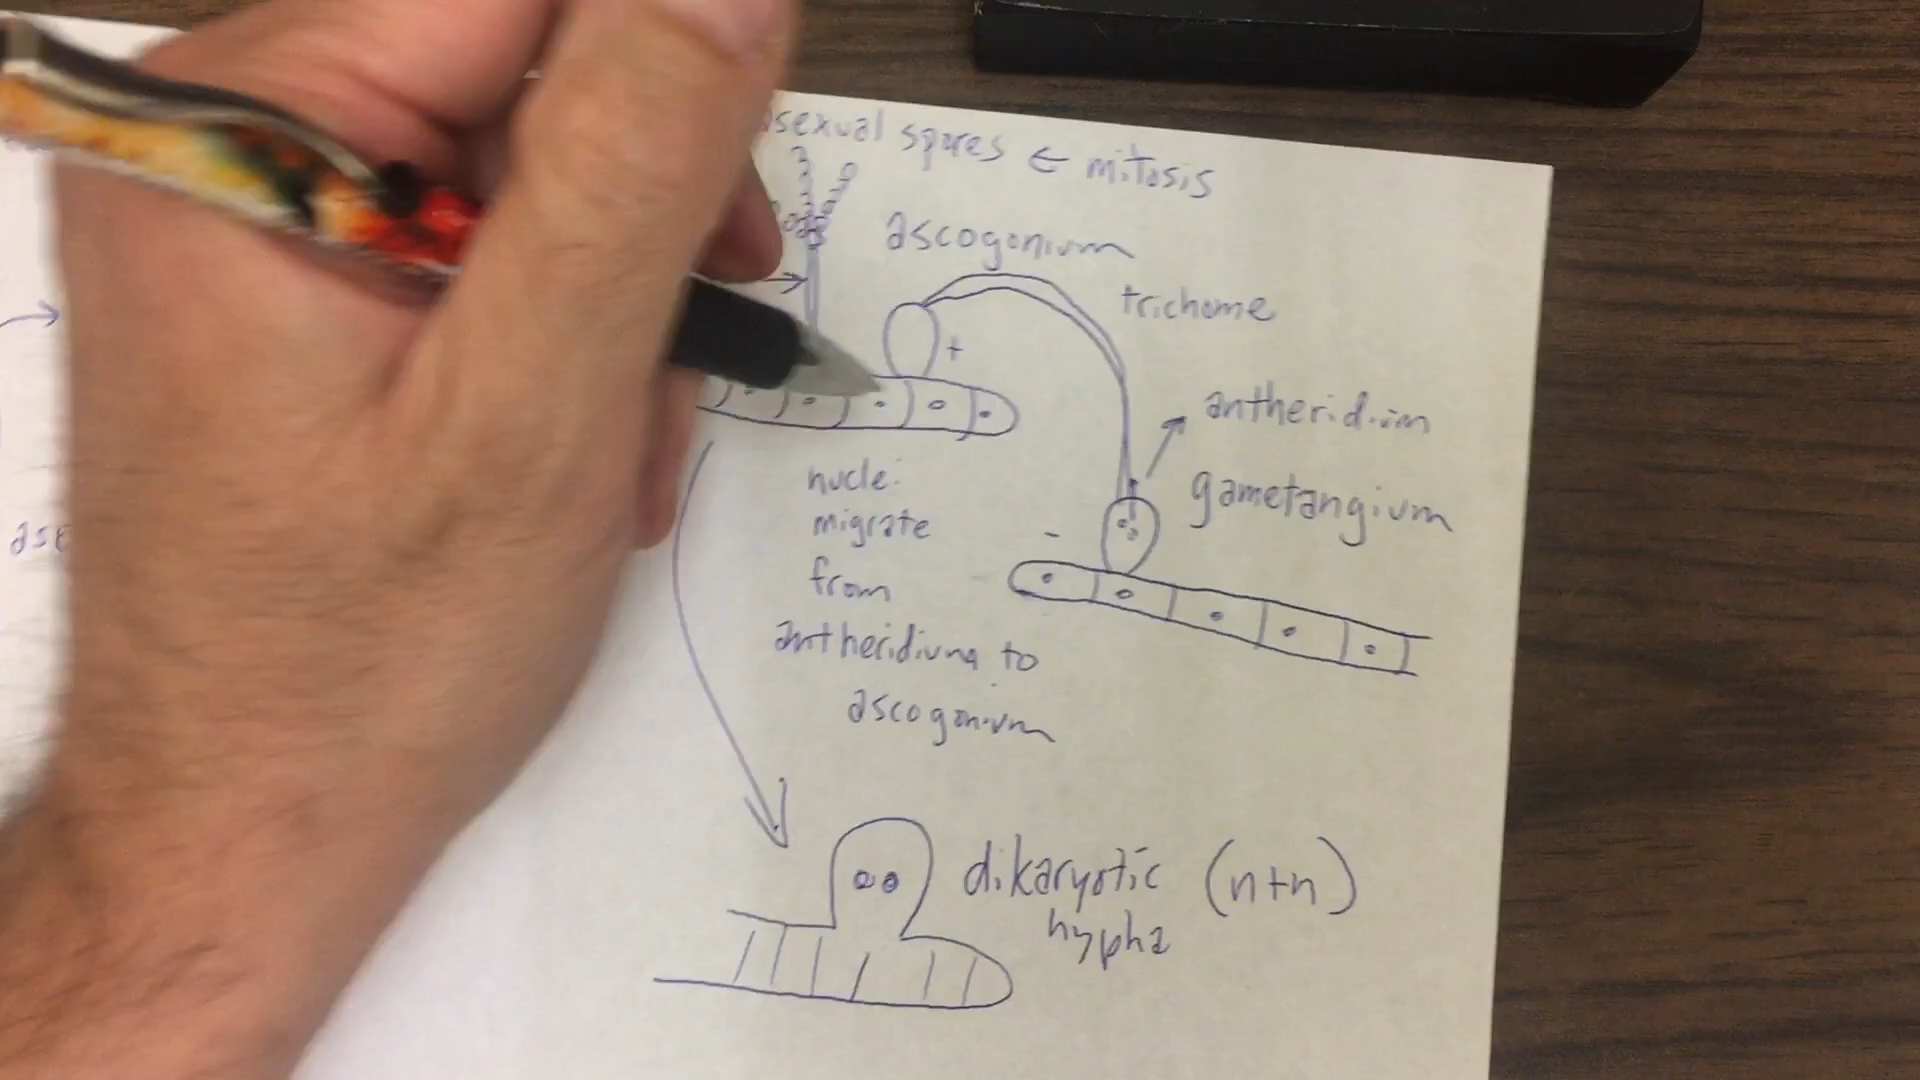 asexual spores ← mitosis
ascogonium
trichome
+
antheridium
gametangium
-
nuclei
migrate
from
antheridium to
ascogonium
dikaryotic (n+n)
hypha